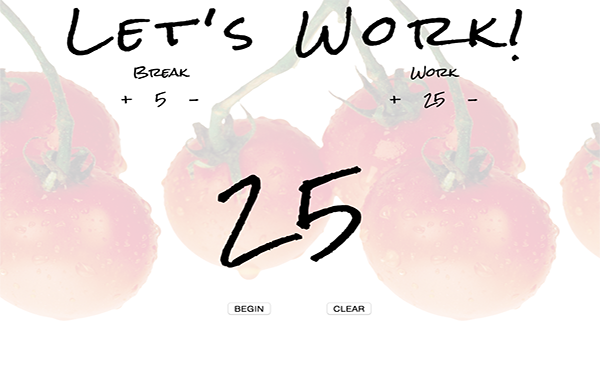 Let's Work!
Break Work
+ 5 - + 25 -
25
BEGIN CLEAR